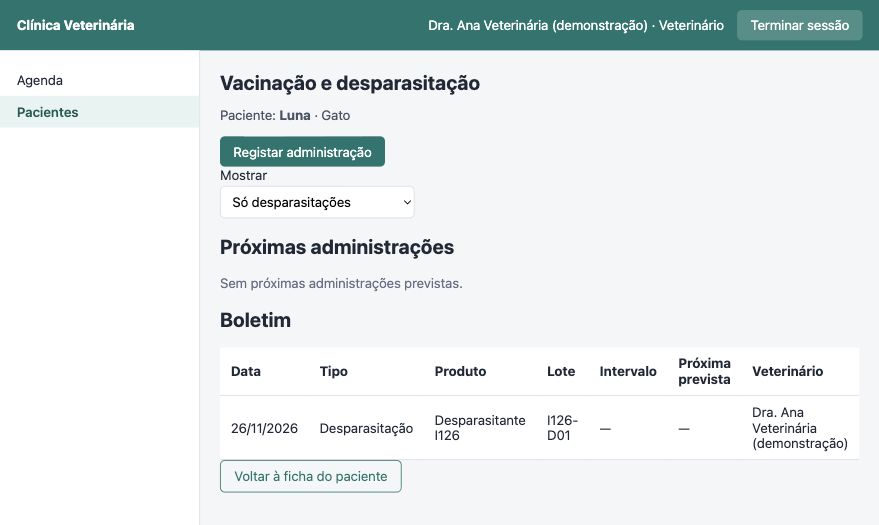 Clínica Veterinária
Dra. Ana Veterinária (demonstração) · Veterinário
Terminar sessão
Agenda
Pacientes
Vacinação e desparasitação
Paciente: Luna · Gato
Registar administração
Mostrar
Só desparasitações
Próximas administrações
Sem próximas administrações previstas.
Boletim
Data Tipo Produto Lote Intervalo Próxima prevista Veterinário
26/11/2026 Desparasitação Desparasitante I126 I126-D01 — — Dra. Ana Veterinária (demonstração)
Voltar à ficha do paciente